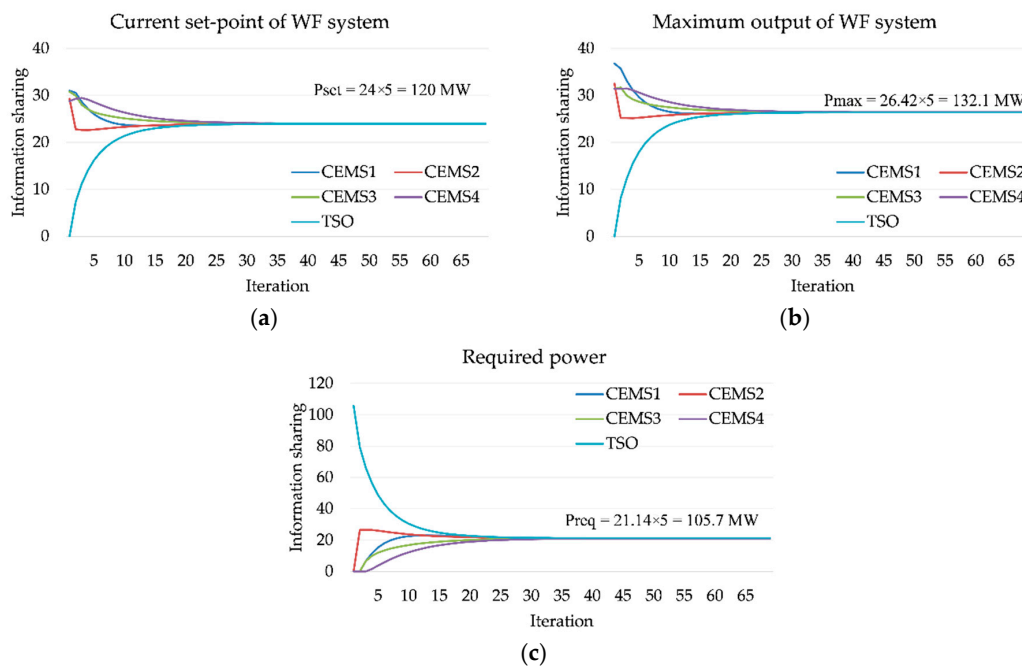 Current set-point of WF system
Information sharing
40
30
20
10
0
Pset = 24×5 = 120 MW
CEMS1 CEMS2
CEMS3 CEMS4
TSO
5 10 15 20 25 30 35 40 45 50 55 60 65
Iteration
(a)
Maximum output of WF system
Information sharing
40
30
20
10
0
Pmax = 26.42×5 = 132.1 MW
CEMS1 CEMS2
CEMS3 CEMS4
TSO
5 10 15 20 25 30 35 40 45 50 55 60 65
Iteration
(b)
Required power
Information sharing
120
100
80
60
40
20
0
CEMS1 CEMS2
CEMS3 CEMS4
TSO
Preq = 21.14×5 = 105.7 MW
5 10 15 20 25 30 35 40 45 50 55 60 65
Iteration
(c)